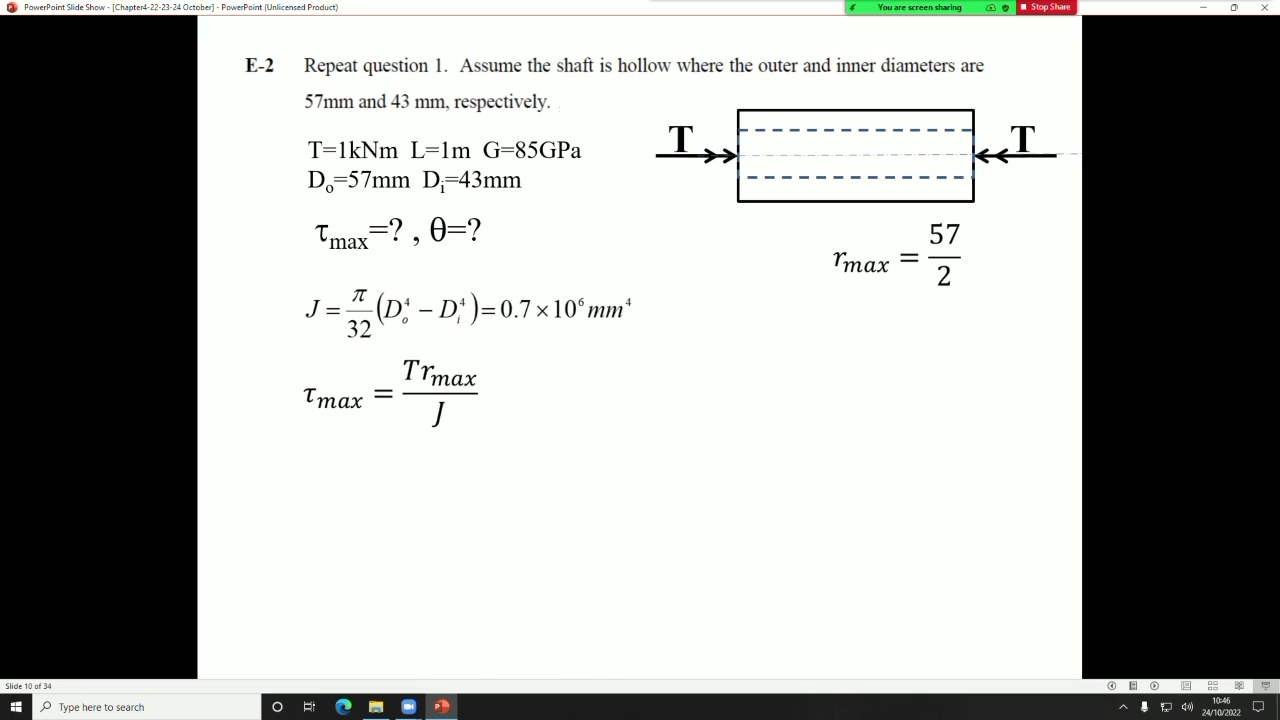 PowerPoint Slide Show - [Chapter4-22-23-24 October] - PowerPoint (Unlicensed Product)
You are screen sharing
Stop Share
E-2 Repeat question 1. Assume the shaft is hollow where the outer and inner diameters are
57mm and 43 mm, respectively.
T=1kNm L=1m G=85GPa
Dₒ=57mm Dᵢ=43mm
T T
τmax=? , θ=?
rmax = 57/2
J = π/32 (Dₒ⁴ − Dᵢ⁴) = 0.7 × 10⁶ mm⁴
τmax = Trmax/J
Slide 10 of 34
Type here to search
10:46
24/10/2022